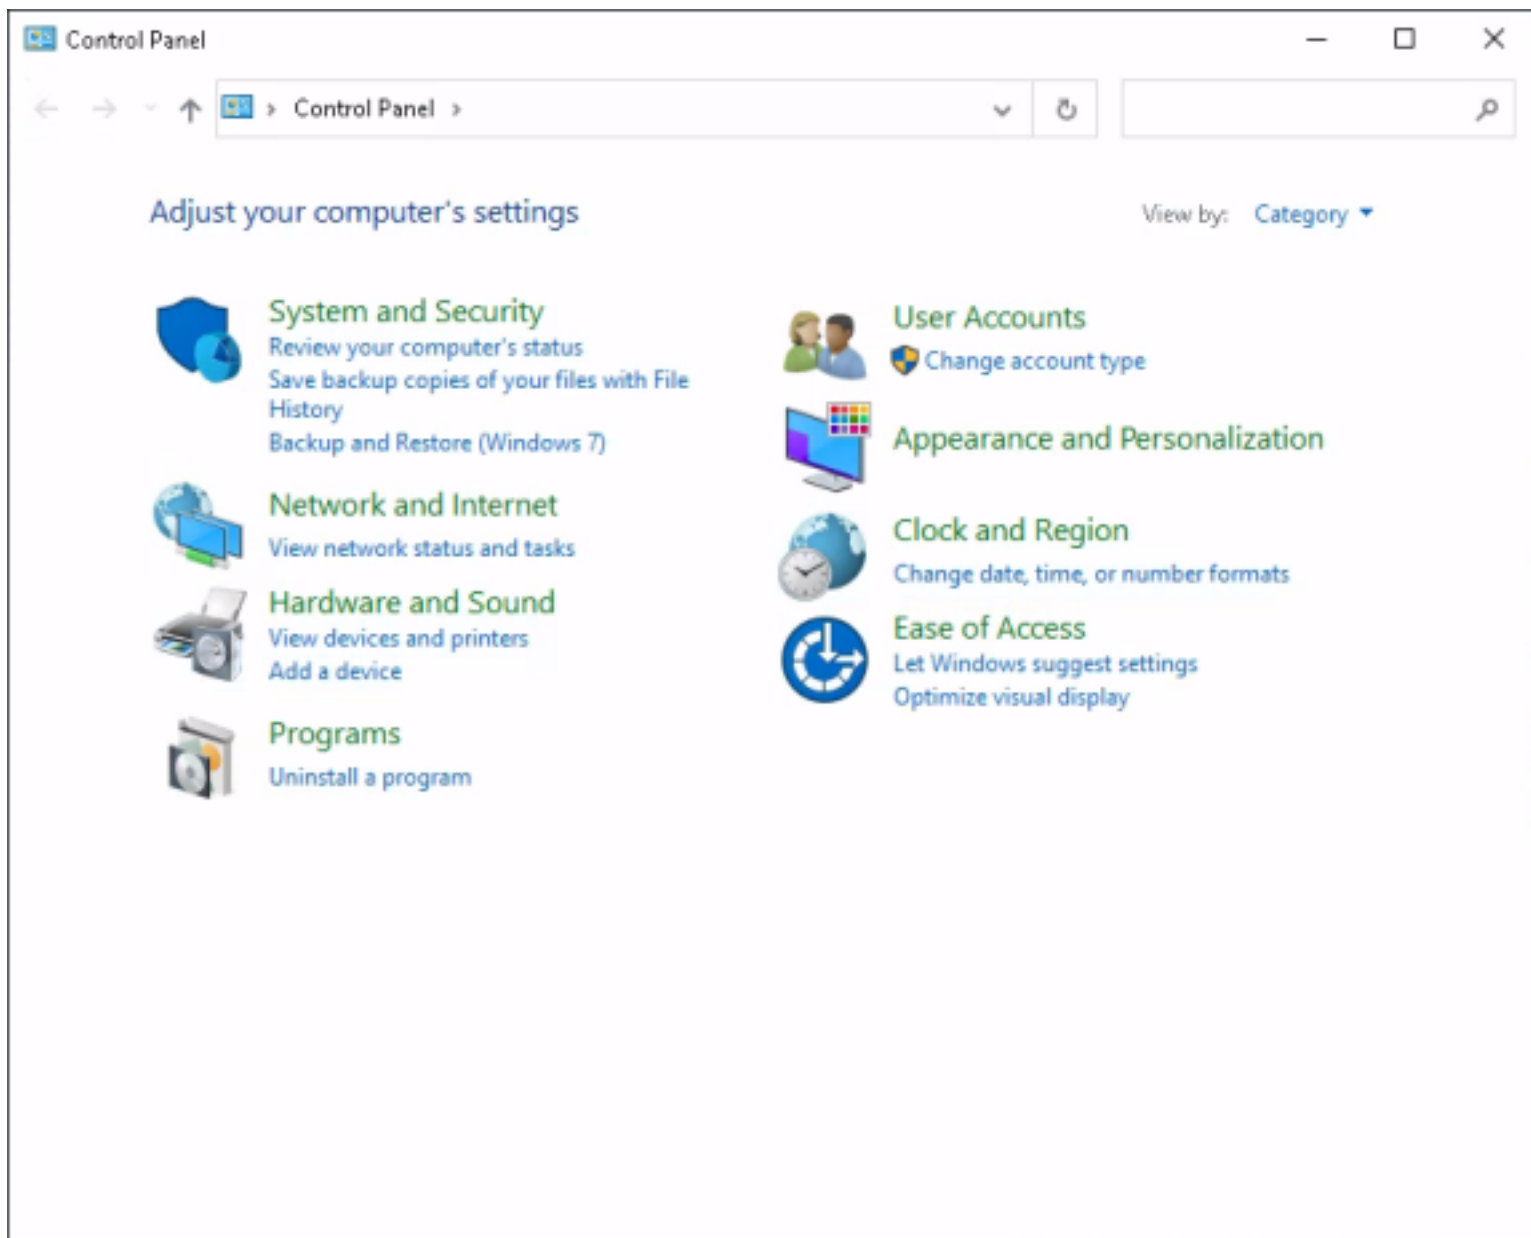 Control Panel
Control Panel
Adjust your computer's settings
View by: Category
System and Security
Review your computer's status
Save backup copies of your files with File
History
Backup and Restore (Windows 7)
Network and Internet
View network status and tasks
Hardware and Sound
View devices and printers
Add a device
Programs
Uninstall a program
User Accounts
Change account type
Appearance and Personalization
Clock and Region
Change date, time, or number formats
Ease of Access
Let Windows suggest settings
Optimize visual display